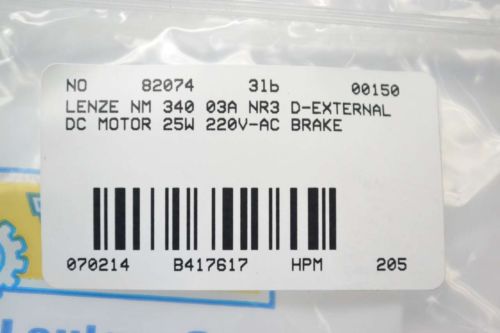 NO 82074 3lb 00150
LENZE NM 340 03A NR3 D-EXTERNAL
DC MOTOR 25W 220V-AC BRAKE
070214 B417617 HPM 205